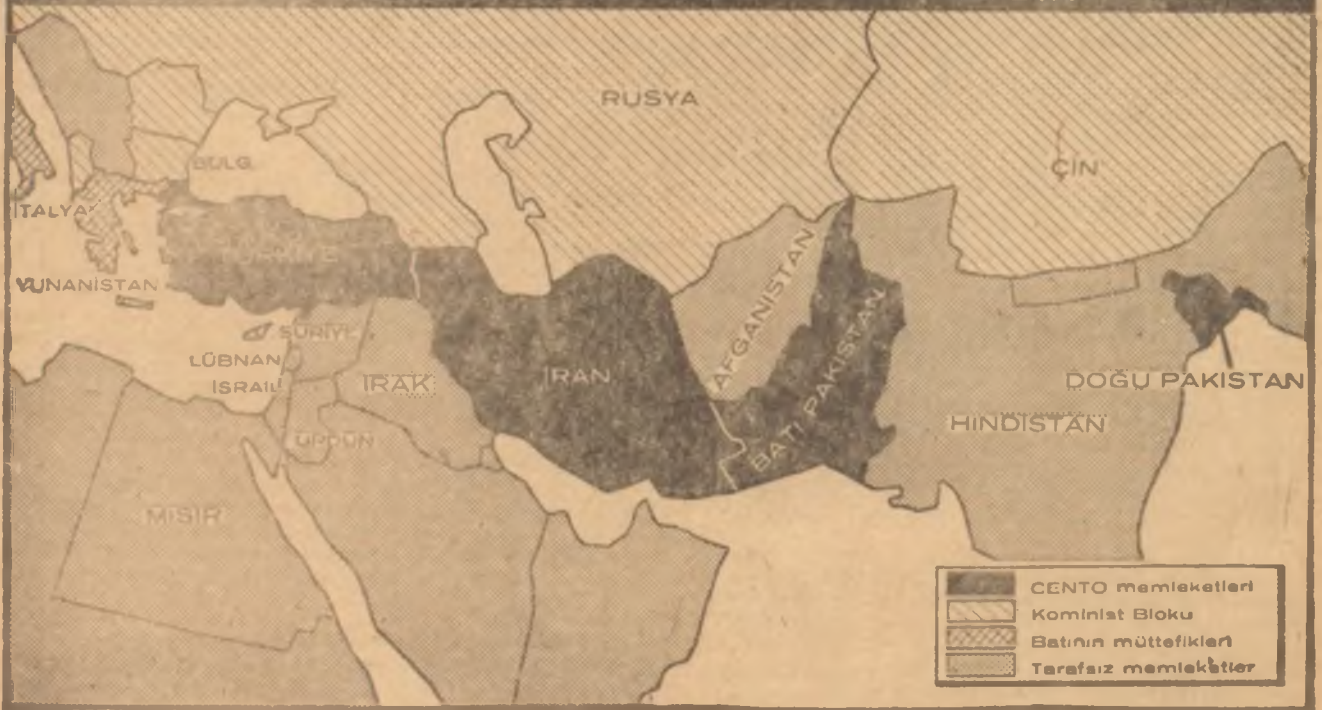 RUSYA
ÇİN
BULG.
İTALYA
TÜRKİYE
YUNANİSTAN
AFGANİSTAN
SURİYE
LÜBNAN
İSRAİL
IRAK
İRAN
BATI PAKİSTAN
DOĞU PAKİSTAN
HİNDİSTAN
ÜRDÜN
MISIR
CENTO memleketleri
Kominist Bloku
Batının müttefikleri
Tarafsız memleketler